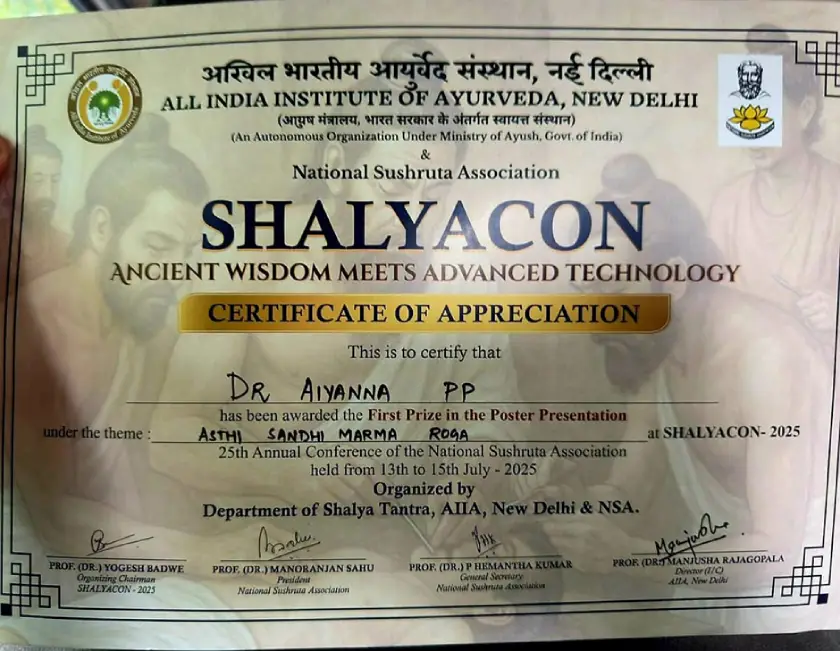 अखिल भारतीय आयुर्वेद संस्थान, नई दिल्ली
ALL INDIA INSTITUTE OF AYURVEDA, NEW DELHI
(आयुष मंत्रालय, भारत सरकार के अंतर्गत स्वायत्त संस्थान)
(An Autonomous Organization Under Ministry of Ayush, Govt. of India)
&
National Sushruta Association
SHALYACON
ANCIENT WISDOM MEETS ADVANCED TECHNOLOGY
CERTIFICATE OF APPRECIATION
This is to certify that
DR AIYANNA PP
has been awarded the First Prize in the Poster Presentation
under the theme : ASTHI SANDHI MARMA ROGA at SHALYACON- 2025
25th Annual Conference of the National Sushruta Association
held from 13th to 15th July - 2025
Organized by
Department of Shalya Tantra, AIIA, New Delhi & NSA.
PROF. (DR.) YOGESH BADWE
Organizing Chairman
SHALYACON - 2025
PROF. (DR.) MANORANJAN SAHU
President
National Sushruta Association
PROF. (DR.) P HEMANTHA KUMAR
General Secretary
National Sushruta Association
PROF. (DR.) MANJUSHA RAJAGOPALA
Director (I/C)
AIIA, New Delhi